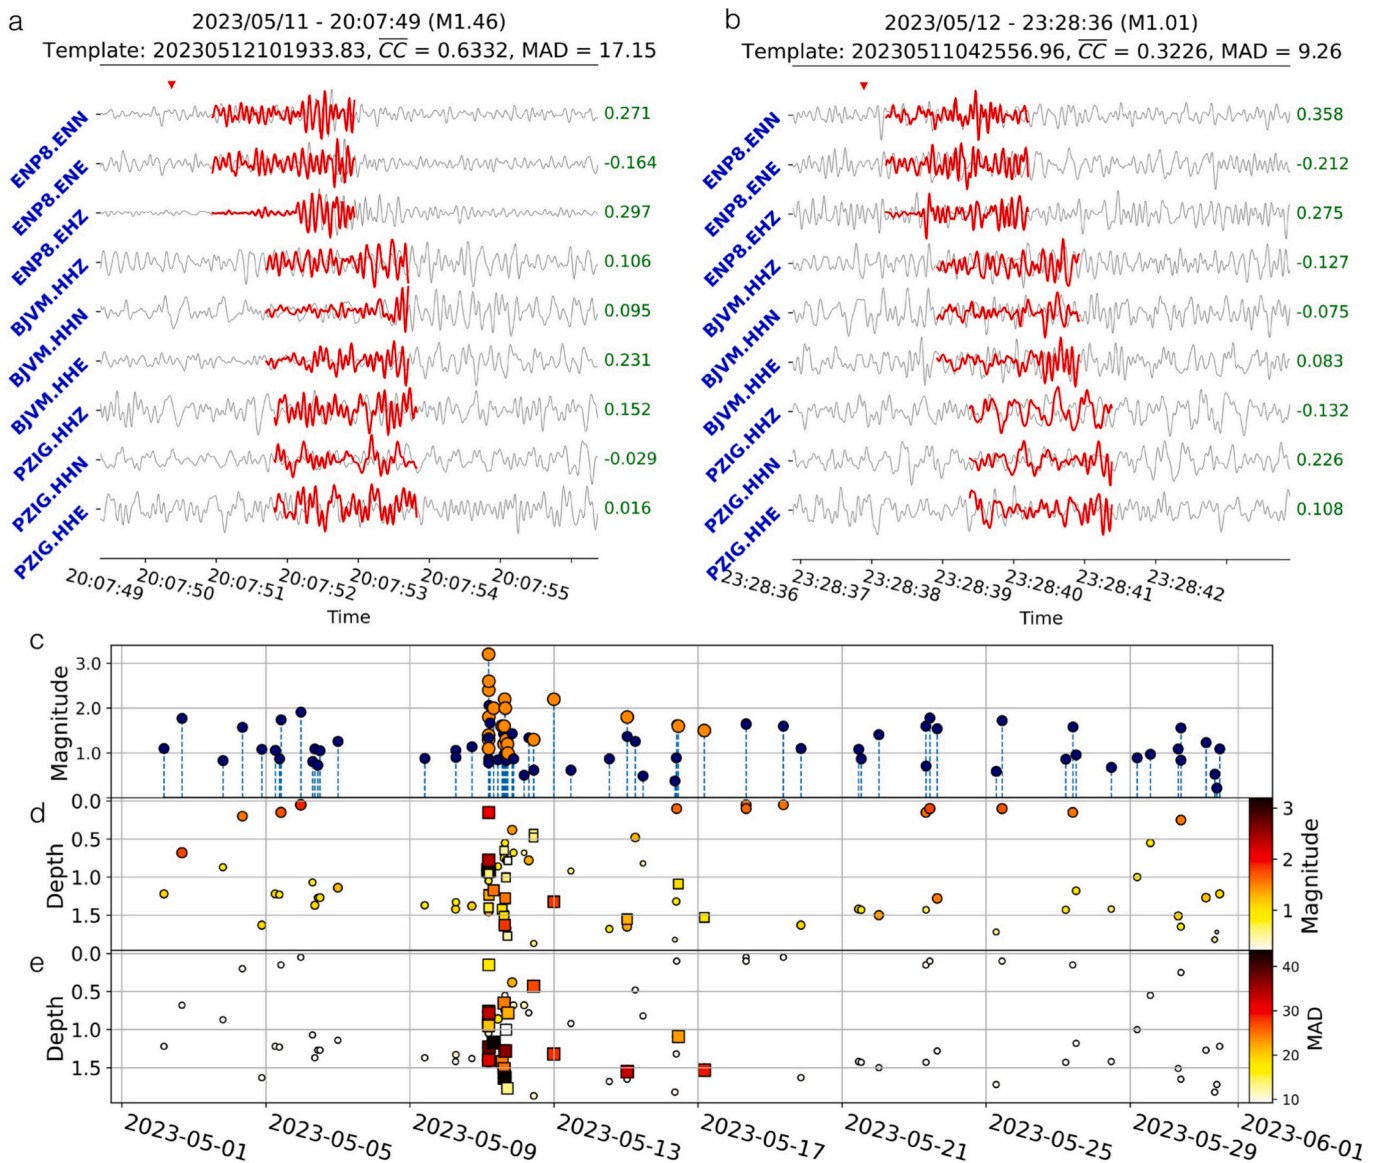 a
2023/05/11 - 20:07:49 (M1.46)
Template: 20230512101933.83, CC = 0.6332, MAD = 17.15
ENP8.ENN 0.271
ENP8.ENE -0.164
ENP8.EHZ 0.297
BJVM.HHZ 0.106
BJVM.HHN 0.095
BJVM.HHE 0.231
PZIG.HHZ 0.152
PZIG.HHN -0.029
PZIG.HHE 0.016
20:07:49 20:07:50 20:07:51 20:07:52 20:07:53 20:07:54 20:07:55
Time
b
2023/05/12 - 23:28:36 (M1.01)
Template: 20230511042556.96, CC = 0.3226, MAD = 9.26
ENP8.ENN 0.358
ENP8.ENE -0.212
ENP8.EHZ 0.275
BJVM.HHZ -0.127
BJVM.HHN -0.075
BJVM.HHE 0.083
PZIG.HHZ -0.132
PZIG.HHN 0.226
PZIG.HHE 0.108
23:28:36 23:28:37 23:28:38 23:28:39 23:28:40 23:28:41 23:28:42
Time
c
Magnitude
3.0
2.0
1.0
d
Depth
0.0
0.5
1.0
1.5
Magnitude
3
2
1
e
Depth
0.0
0.5
1.0
1.5
MAD
40
30
20
10
2023-05-01 2023-05-05 2023-05-09 2023-05-13 2023-05-17 2023-05-21 2023-05-25 2023-05-29 2023-06-01